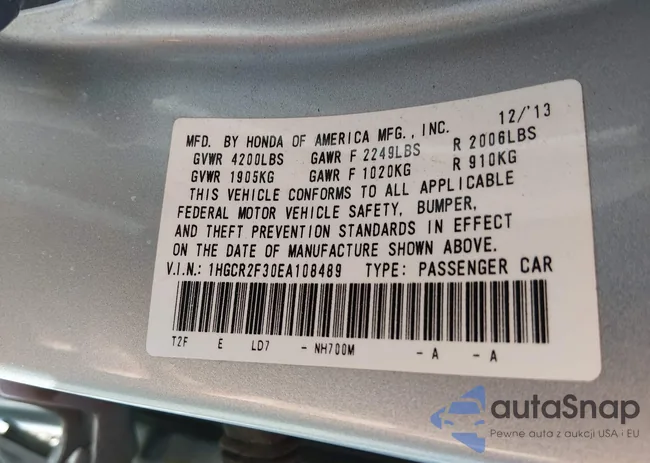 MFD. BY HONDA OF AMERICA MFG., INC. 12/'13
GVWR 4200LBS GAWR F 2249LBS R 2006LBS
GVWR 1905KG GAWR F 1020KG R 910KG
THIS VEHICLE CONFORMS TO ALL APPLICABLE
FEDERAL MOTOR VEHICLE SAFETY, BUMPER,
AND THEFT PREVENTION STANDARDS IN EFFECT
ON THE DATE OF MANUFACTURE SHOWN ABOVE.
V.I.N.: 1HGCR2F30EA108489 TYPE: PASSENGER CAR
T2F E LD7 - NH700M - A - A
autaSnap
Pewne auta z aukcji USA i EU